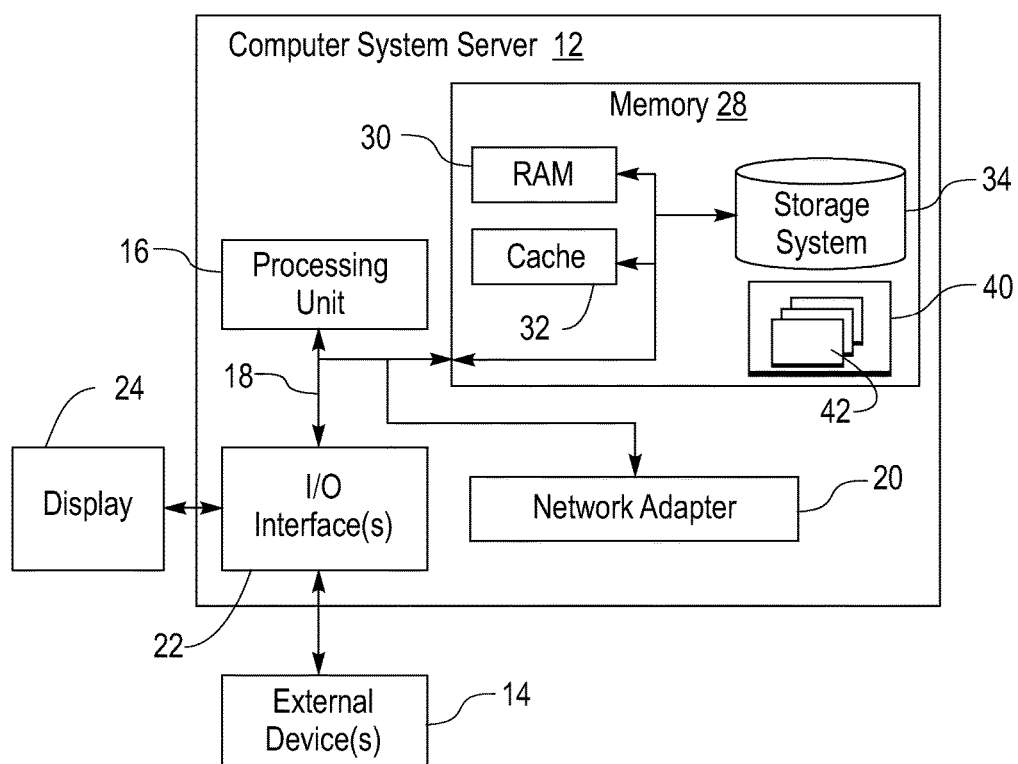 Computer System Server 12
Memory 28
30
RAM
34
Storage
System
16
Processing
Unit
Cache
32
40
18
42
24
Display
I/O
Interface(s)
20
Network Adapter
22
External
Device(s)
14